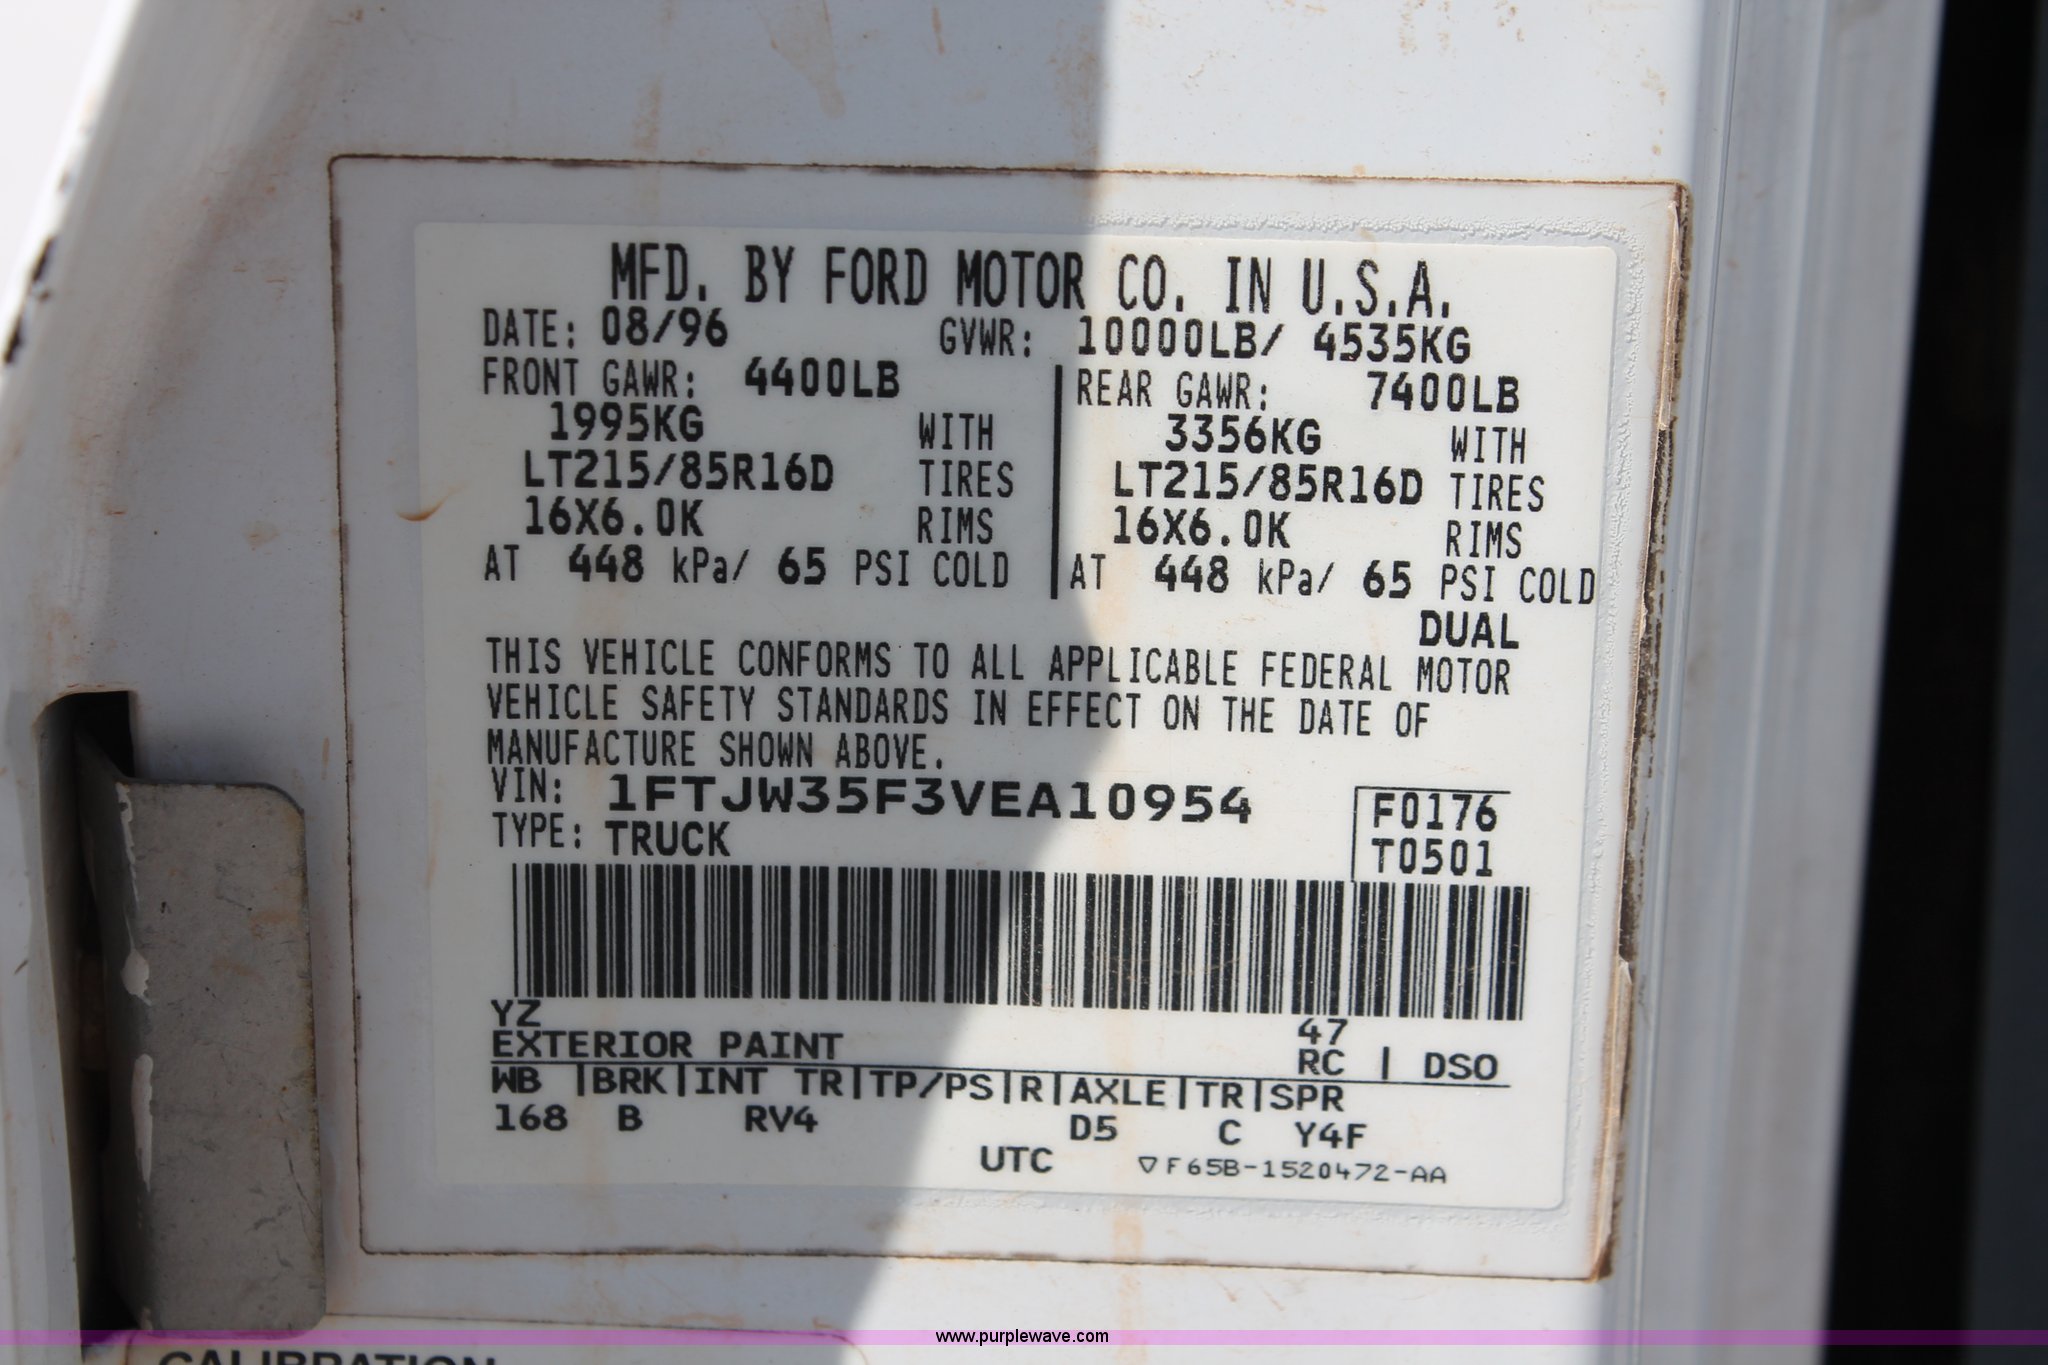 MFD. BY FORD MOTOR CO. IN U.S.A.
DATE: 08/96 GVWR: 10000LB/ 4535KG
FRONT GAWR: 4400LB REAR GAWR: 7400LB
1995KG WITH 3356KG WITH
LT215/85R16D TIRES LT215/85R16D TIRES
16X6.0K RIMS 16X6.0K RIMS
AT 448 kPa/ 65 PSI COLD AT 448 kPa/ 65 PSI COLD
DUAL
THIS VEHICLE CONFORMS TO ALL APPLICABLE FEDERAL MOTOR
VEHICLE SAFETY STANDARDS IN EFFECT ON THE DATE OF
MANUFACTURE SHOWN ABOVE.
VIN: 1FTJW35F3VEA10954 F0176
TYPE: TRUCK T0501
YZ 47
EXTERIOR PAINT RC | DSO
WB |BRK|INT TR|TP/PS|R|AXLE|TR|SPR
168 B RV4 D5 C Y4F
UTC ▽F65B-1520472-AA
www.purplewave.com
CALIBRATION